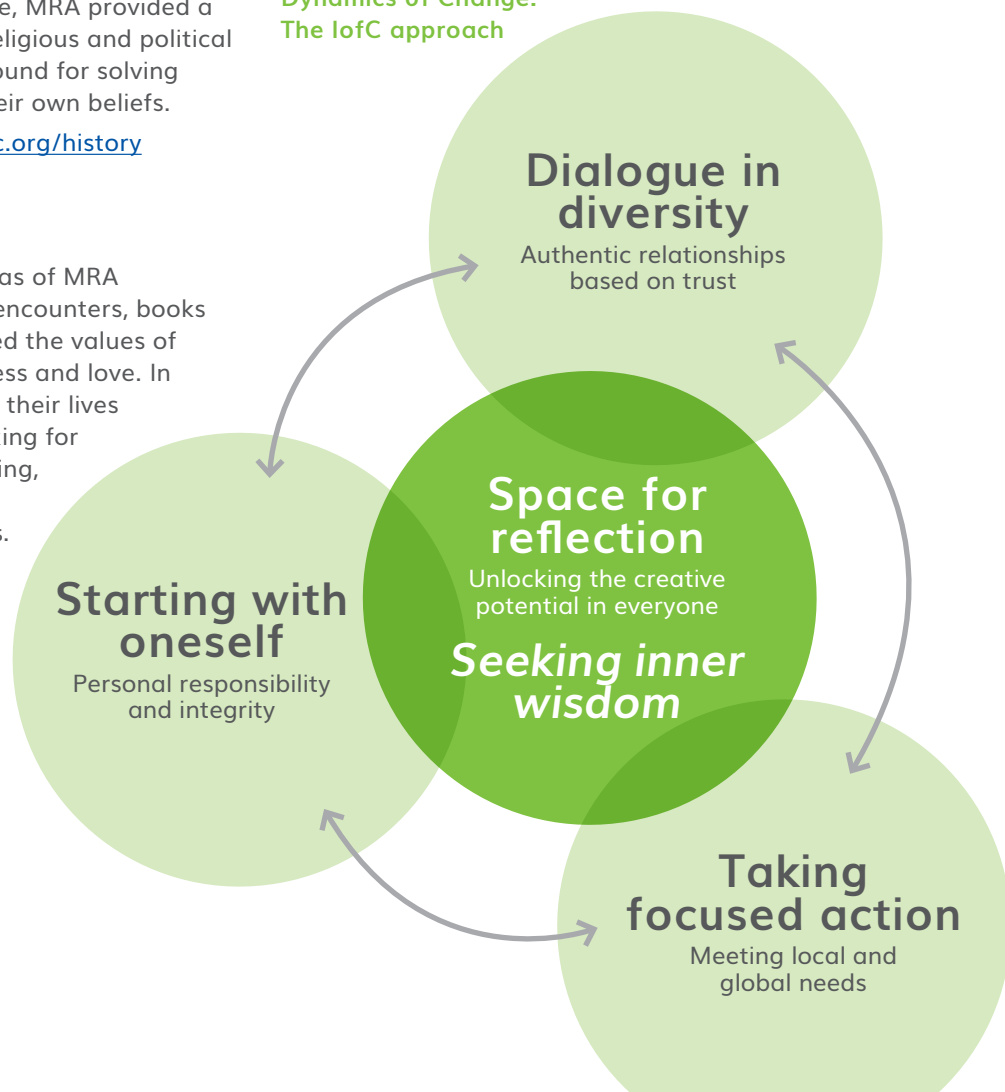 e, MRA provided a
eligious and political
ound for solving
eir own beliefs.
c.org/history
as of MRA
encounters, books
ed the values of
ess and love. In
their lives
ing for
ing,
s.
Dynamics of Change:
The IofC approach
Dialogue in
diversity
Authentic relationships
based on trust
Space for
reflection
Unlocking the creative
potential in everyone
Seeking inner
wisdom
Starting with
oneself
Personal responsibility
and integrity
Taking
focused action
Meeting local and
global needs